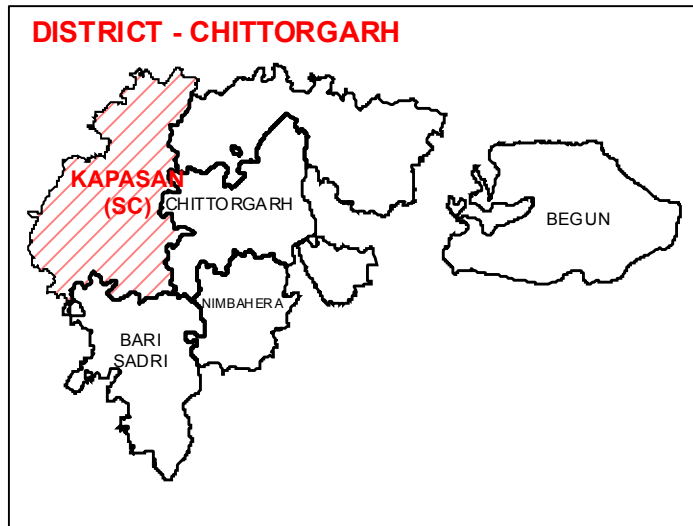 DISTRICT - CHITTORGARH
KAPASAN
(SC)
CHITTORGARH
BEGUN
NIMBAHERA
BARI
SADRI